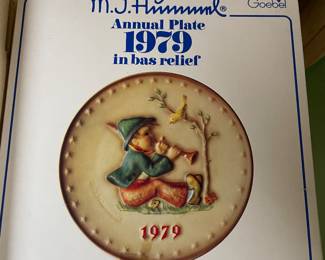 M.J. Hummel®
Goebel
Annual Plate
1979
in bas relief
1979